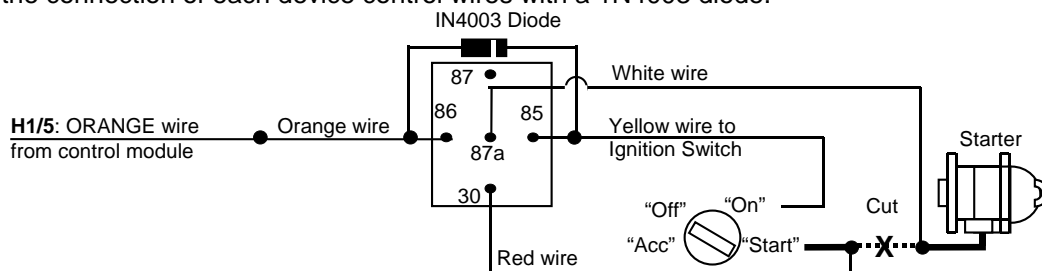 the connection of each device control wires with a 1N4003 diode.
IN4003 Diode
87
White wire
86
85
H1/5: ORANGE wire
from control module
Orange wire
Yellow wire to
Ignition Switch
87a
Starter
30
"Off"
"On"
Cut
"Acc"
"Start"
X
Red wire